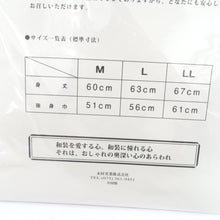 お召しいただけます。
●サイズ一覧表（標準寸法）
M L LL
身丈 60cm 63cm 67cm
後身巾 51cm 56cm 61cm
和装を愛する心。和装に憧れる心
それは、おしゃれの奥深い心のあらわれ